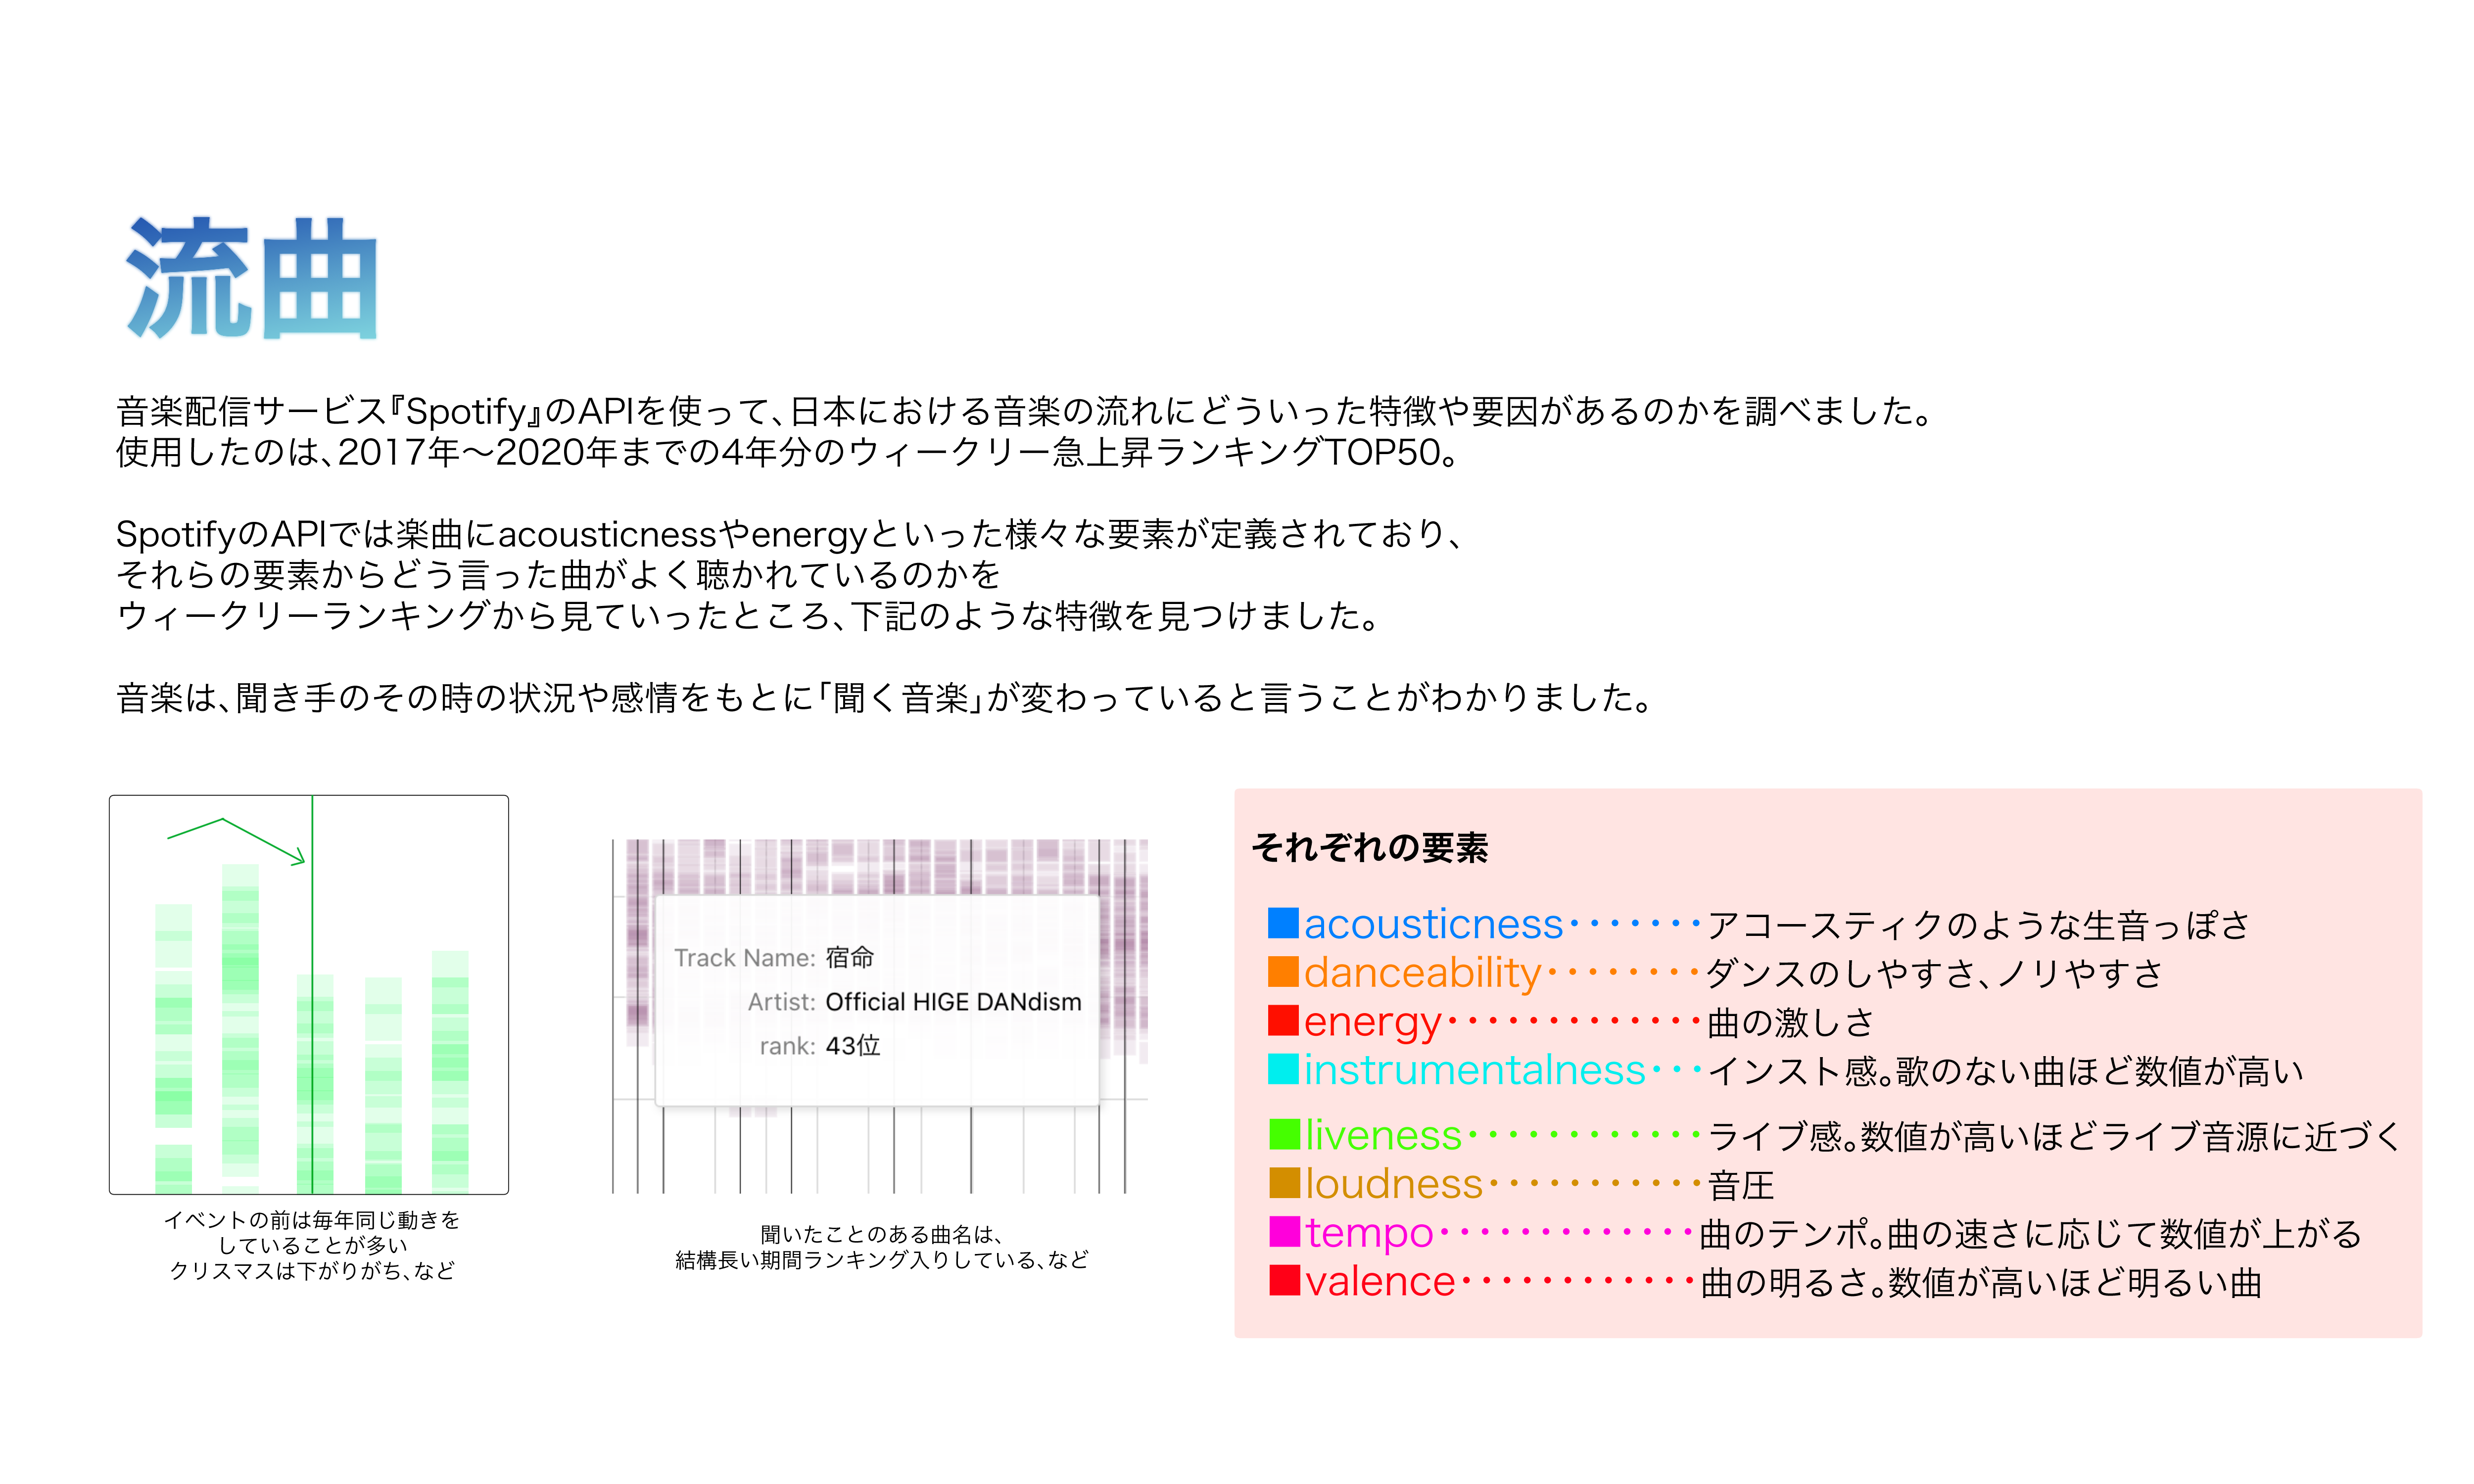 流曲
音楽配信サービス『Spotify』のAPIを使って、日本における音楽の流れにどういった特徴や要因があるのかを調べました。
使用したのは、2017年〜2020年までの4年分のウィークリー急上昇ランキングTOP50。
SpotifyのAPIでは楽曲にacousticnessやenergyといった様々な要素が定義されており、
それらの要素からどう言った曲がよく聴かれているのかを
ウィークリーランキングから見ていったところ、下記のような特徴を見つけました。
音楽は、聞き手のその時の状況や感情をもとに「聞く音楽」が変わっていると言うことがわかりました。
イベントの前は毎年同じ動きを
していることが多い
クリスマスは下がりがち、など
Track Name: 宿命
Artist: Official HIGE DANdism
rank: 43位
聞いたことのある曲名は、
結構長い期間ランキング入りしている、など
それぞれの要素
■acousticness・・・・・・・アコースティクのような生音っぽさ
■danceability・・・・・・・・ダンスのしやすさ、ノリやすさ
■energy・・・・・・・・・・・・・曲の激しさ
■instrumentalness・・・インスト感。歌のない曲ほど数値が高い
■liveness・・・・・・・・・・・・ライブ感。数値が高いほどライブ音源に近づく
■loudness・・・・・・・・・・・音圧
■tempo・・・・・・・・・・・・・曲のテンポ。曲の速さに応じて数値が上がる
■valence・・・・・・・・・・・・曲の明るさ。数値が高いほど明るい曲